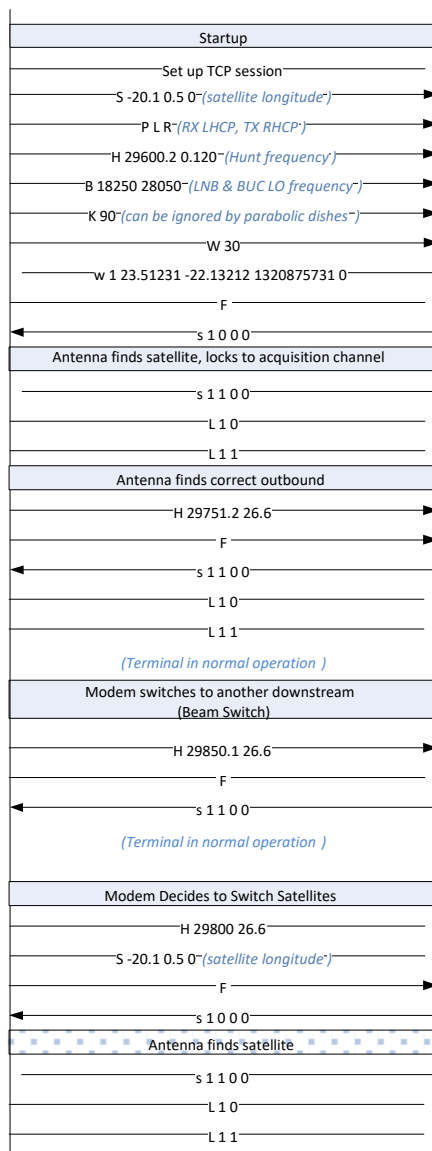 Startup
Set up TCP session
S -20.1 0.5 0 (satellite longitude)
P L R (RX LHCP, TX RHCP)
H 29600.2 0.120 (Hunt frequency)
B 18250 28050 (LNB & BUC LO frequency)
K 90 (can be ignored by parabolic dishes)
W 30
w 1 23.51231 -22.13212 1320875731 0
F
s 1 0 0 0
Antenna finds satellite, locks to acquisition channel
s 1 1 0 0
L 1 0
L 1 1
Antenna finds correct outbound
H 29751.2 26.6
F
s 1 1 0 0
L 1 0
L 1 1
(Terminal in normal operation )
Modem switches to another downstream
(Beam Switch)
H 29850.1 26.6
F
s 1 1 0 0
(Terminal in normal operation )
Modem Decides to Switch Satellites
H 29800 26.6
S -20.1 0.5 0 (satellite longitude)
F
s 1 0 0 0
Antenna finds satellite
s 1 1 0 0
L 1 0
L 1 1